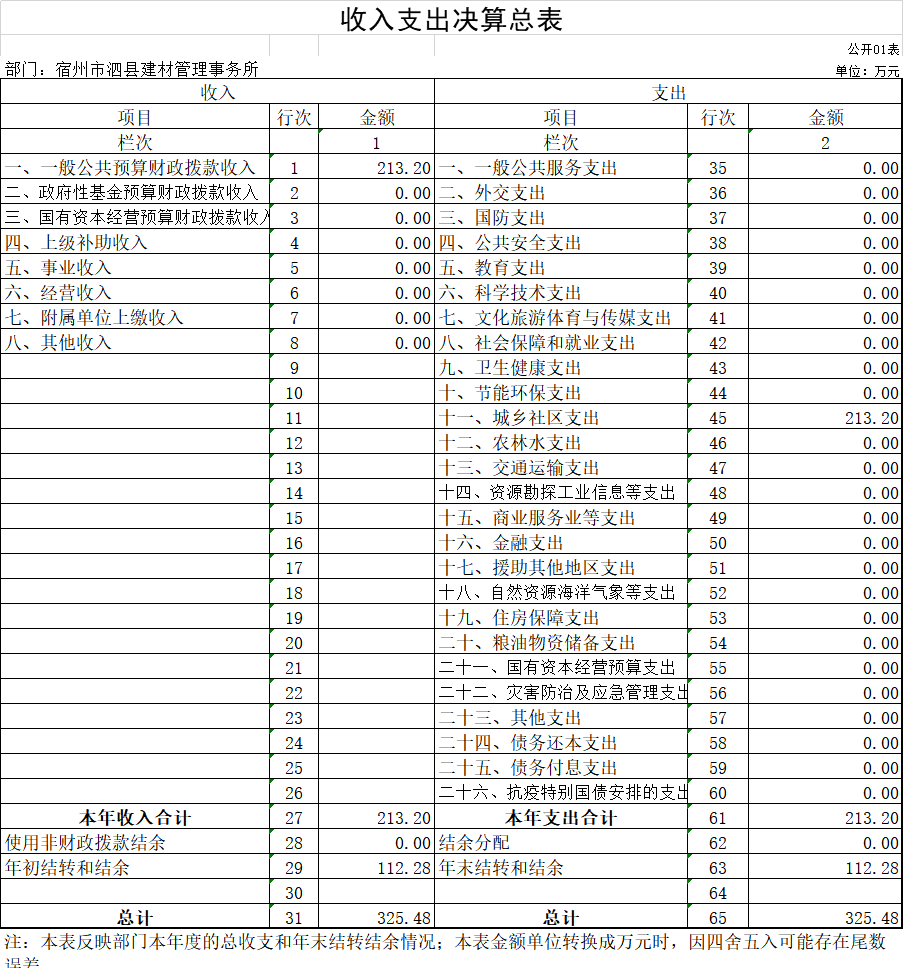 收入支出决算总表
公开01表
部门：宿州市泗县建材管理事务所 单位：万元
收入 支出
项目 行次 金额 项目 行次 金额
栏次 1 栏次 2
一、一般公共预算财政拨款收入 1 213.20 一、一般公共服务支出 35 0.00
二、政府性基金预算财政拨款收入 2 0.00 二、外交支出 36 0.00
三、国有资本经营预算财政拨款收入 3 0.00 三、国防支出 37 0.00
四、上级补助收入 4 0.00 四、公共安全支出 38 0.00
五、事业收入 5 0.00 五、教育支出 39 0.00
六、经营收入 6 0.00 六、科学技术支出 40 0.00
七、附属单位上缴收入 7 0.00 七、文化旅游体育与传媒支出 41 0.00
八、其他收入 8 0.00 八、社会保障和就业支出 42 0.00
9 九、卫生健康支出 43 0.00
10 十、节能环保支出 44 0.00
11 十一、城乡社区支出 45 213.20
12 十二、农林水支出 46 0.00
13 十三、交通运输支出 47 0.00
14 十四、资源勘探工业信息等支出 48 0.00
15 十五、商业服务业等支出 49 0.00
16 十六、金融支出 50 0.00
17 十七、援助其他地区支出 51 0.00
18 十八、自然资源海洋气象等支出 52 0.00
19 十九、住房保障支出 53 0.00
20 二十、粮油物资储备支出 54 0.00
21 二十一、国有资本经营预算支出 55 0.00
22 二十二、灾害防治及应急管理支出 56 0.00
23 二十三、其他支出 57 0.00
24 二十四、债务还本支出 58 0.00
25 二十五、债务付息支出 59 0.00
26 二十六、抗疫特别国债安排的支出 60 0.00
本年收入合计 27 213.20 本年支出合计 61 213.20
使用非财政拨款结余 28 0.00 结余分配 62 0.00
年初结转和结余 29 112.28 年末结转和结余 63 112.28
30 64
总计 31 325.48 总计 65 325.48
注：本表反映部门本年度的总收支和年末结转结余情况；本表金额单位转换成万元时，因四舍五入可能存在尾数
误差